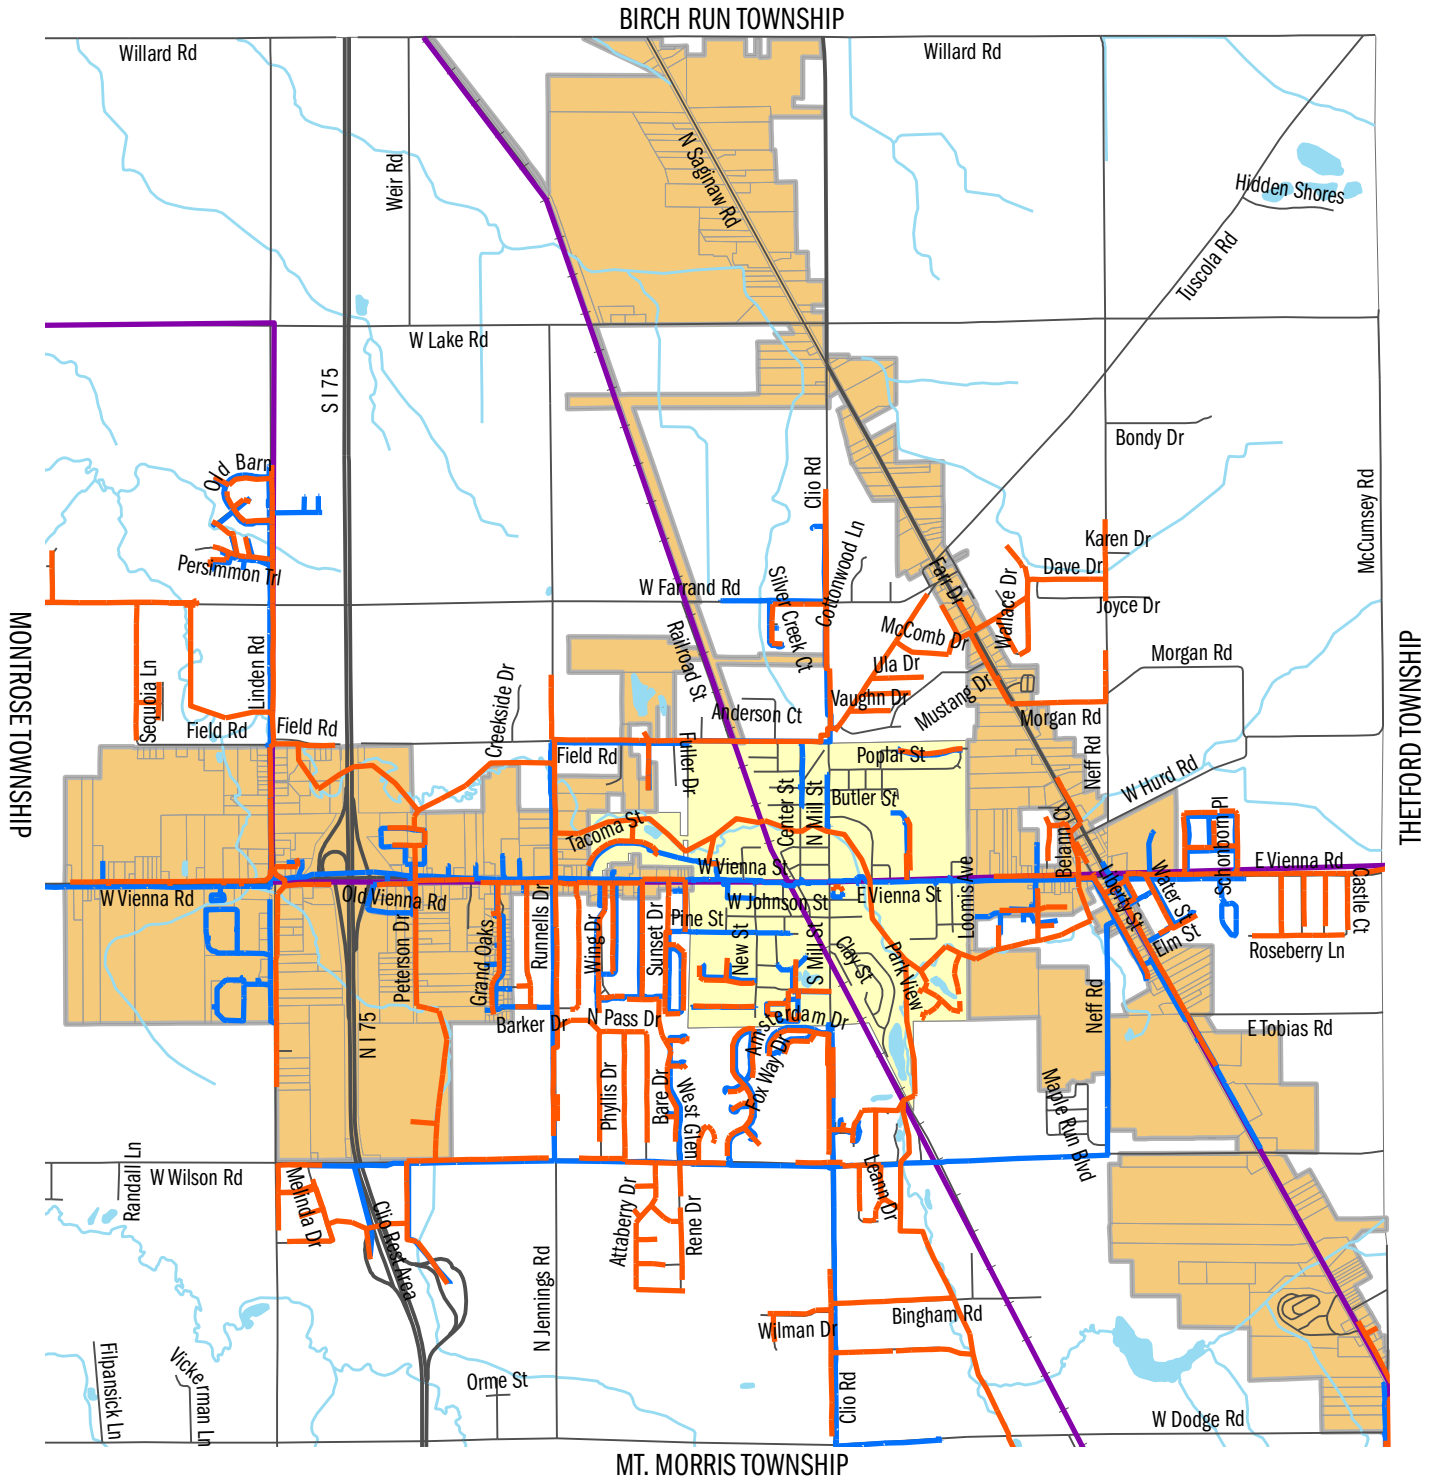 BIRCH RUN TOWNSHIP
Willard Rd
Willard Rd
N Saginaw Rd
Weir Rd
Hidden Shores
Tuscola Rd
W Lake Rd
S I 75
Bondy Dr
Old Barn
Clio Rd
McCumsey Rd
Karen Dr
Cottonwood Ln
Dave Dr
Persimmon Trl
W Farrand Rd
Silver Creek Ct
Farr Dr
Wallace Dr
Joyce Dr
MONTROSE TOWNSHIP
THETFORD TOWNSHIP
McComb Dr
Railroad St
Linden Rd
Sequoia Ln
Ula Dr
Morgan Rd
Creekside Dr
Vaughn Dr
Mustang Dr
Anderson Ct
Morgan Rd
Field Rd
Field Rd
Field Rd
Fuller Dr
Poplar St
Neff Rd
W Hurd Rd
Center St
N Mill St
Butler St
Tacoma St
Belann Ct
Schonborn Pl
W Vienna St
E Vienna Rd
W Vienna Rd
Old Vienna Rd
W Johnson St
E Vienna St
Loomis Ave
Liberty St
Water St
Castle Ct
Pine St
Peterson Dr
Grand Oaks
Runnells Dr
Wing Dr
Sunset Dr
New St
S Mill St
Clay St
Park View
Elm St
Roseberry Ln
Barker Dr
N Pass Dr
Amsterdam Dr
Neff Rd
E Tobias Rd
N I 75
Fox Way Dr
Phyllis Dr
Bare Dr
West Glen
Maple Run Blvd
W Wilson Rd
Randall Ln
Melinda Dr
Clio Rest Area
Attaberry Dr
Rene Dr
Leann Dr
N Jennings Rd
Bingham Rd
Wilman Dr
Filpansick Ln
Vickerman Ln
Orme St
Clio Rd
W Dodge Rd
MT. MORRIS TOWNSHIP